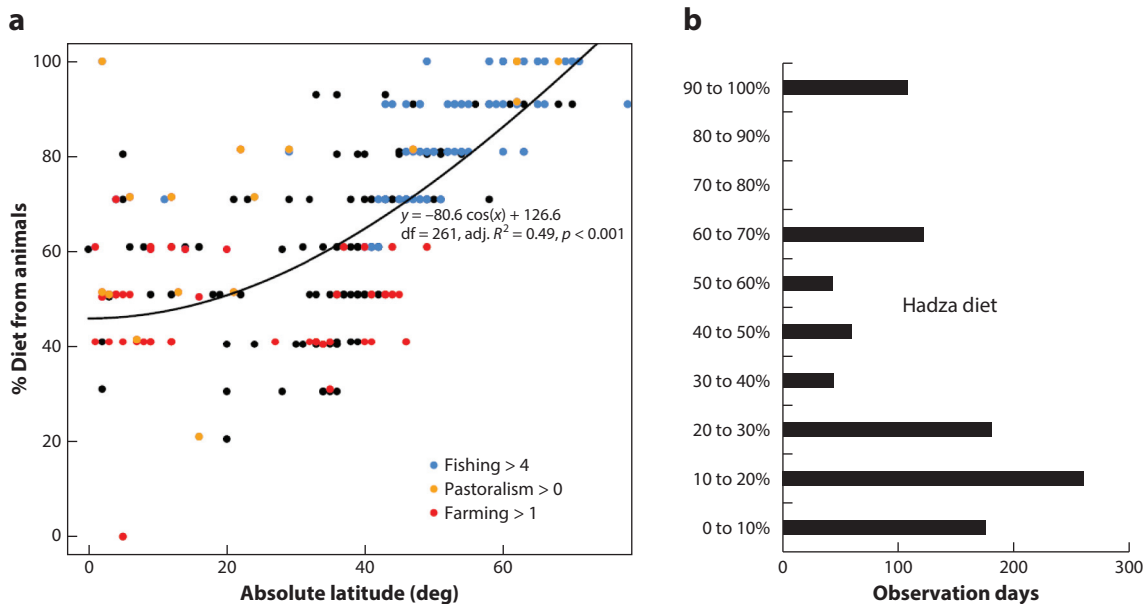 a
% Diet from animals
100
80
60
40
20
0
y = –80.6 cos(x) + 126.6
df = 261, adj. R² = 0.49, p < 0.001
Fishing > 4
Pastoralism > 0
Farming > 1
0
20
40
60
Absolute latitude (deg)
b
90 to 100%
80 to 90%
70 to 80%
60 to 70%
50 to 60%
40 to 50%
30 to 40%
20 to 30%
10 to 20%
0 to 10%
Hadza diet
0
100
200
300
Observation days